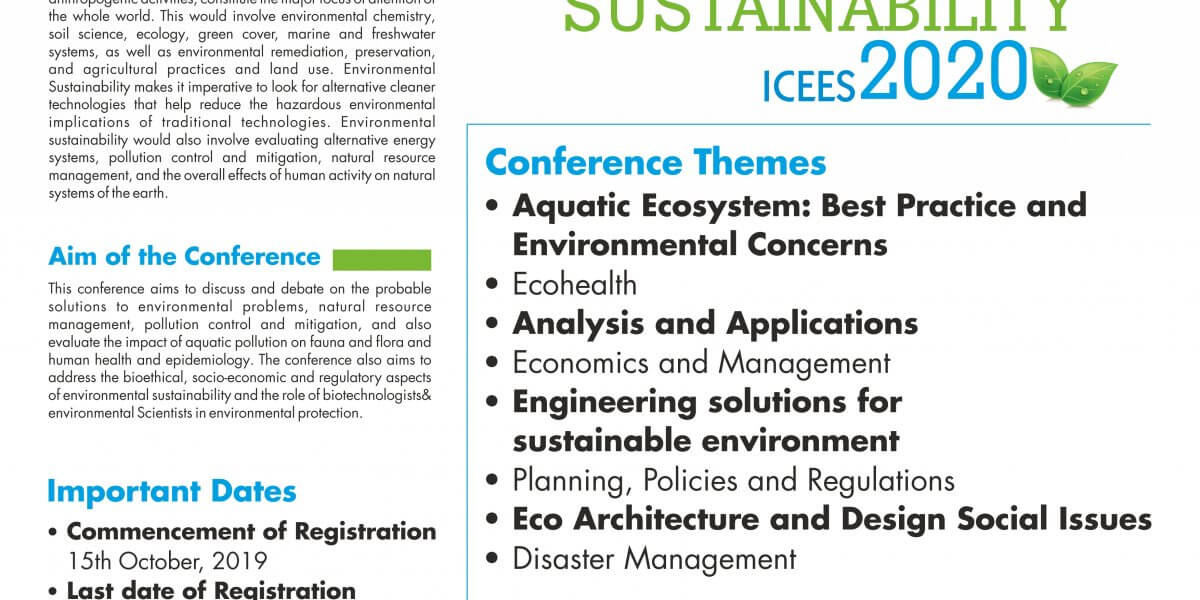 anthropogenic activities, constitute the major focus of attention of
the whole world. This would involve environmental chemistry,
soil science, ecology, green cover, marine and freshwater
systems, as well as environmental remediation, preservation,
and agricultural practices and land use. Environmental
Sustainability makes it imperative to look for alternative cleaner
technologies that help reduce the hazardous environmental
implications of traditional technologies. Environmental
sustainability would also involve evaluating alternative energy
systems, pollution control and mitigation, natural resource
management, and the overall effects of human activity on natural
systems of the earth.
Aim of the Conference
This conference aims to discuss and debate on the probable
solutions to environmental problems, natural resource
management, pollution control and mitigation, and also
evaluate the impact of aquatic pollution on fauna and flora and
human health and epidemiology. The conference also aims to
address the bioethical, socio-economic and regulatory aspects
of environmental sustainability and the role of biotechnologists&
environmental Scientists in environmental protection.
Important Dates
• Commencement of Registration
15th October, 2019
• Last date of Registration
SUSTAINABILITY
ICEES2020
Conference Themes
• Aquatic Ecosystem: Best Practice and
Environmental Concerns
• Ecohealth
• Analysis and Applications
• Economics and Management
• Engineering solutions for
sustainable environment
• Planning, Policies and Regulations
• Eco Architecture and Design Social Issues
• Disaster Management